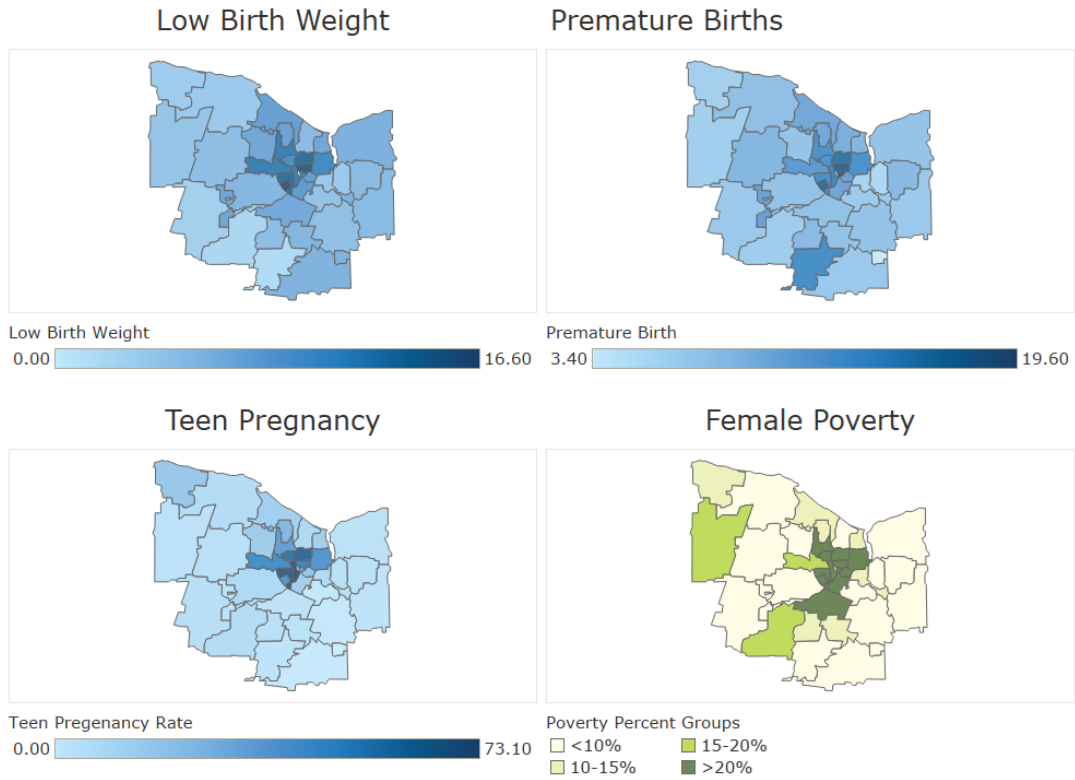 Low Birth Weight
Premature Births
Low Birth Weight
0.00 16.60
Premature Birth
3.40 19.60
Teen Pregnancy
Female Poverty
Teen Pregenancy Rate
0.00 73.10
Poverty Percent Groups
<10% 15-20%
10-15% >20%